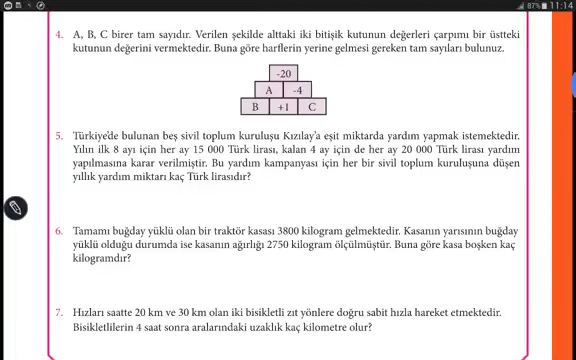 87% 11:14
4. A, B, C birer tam sayıdır. Verilen şekilde alttaki iki bitişik kutunun değerleri çarpımı bir üstteki
kutunun değerini vermektedir. Buna göre harflerin yerine gelmesi gereken tam sayıları bulunuz.
-20
A -4
B +1 C
5. Türkiye'de bulunan beş sivil toplum kuruluşu Kızılay'a eşit miktarda yardım yapmak istemektedir.
Yılın ilk 8 ayı için her ay 15 000 Türk lirası, kalan 4 ay için de her ay 20 000 Türk lirası yardım
yapılmasına karar verilmiştir. Bu yardım kampanyası için her bir sivil toplum kuruluşuna düşen
yıllık yardım miktarı kaç Türk lirasıdır?
6. Tamamı buğday yüklü olan bir traktör kasası 3800 kilogram gelmektedir. Kasanın yarısının buğday
yüklü olduğu durumda ise kasanın ağırlığı 2750 kilogram ölçülmüştür. Buna göre kasa boşken kaç
kilogramdır?
7. Hızları saatte 20 km ve 30 km olan iki bisikletli zıt yönlere doğru sabit hızla hareket etmektedir.
Bisikletlilerin 4 saat sonra aralarındaki uzaklık kaç kilometre olur?